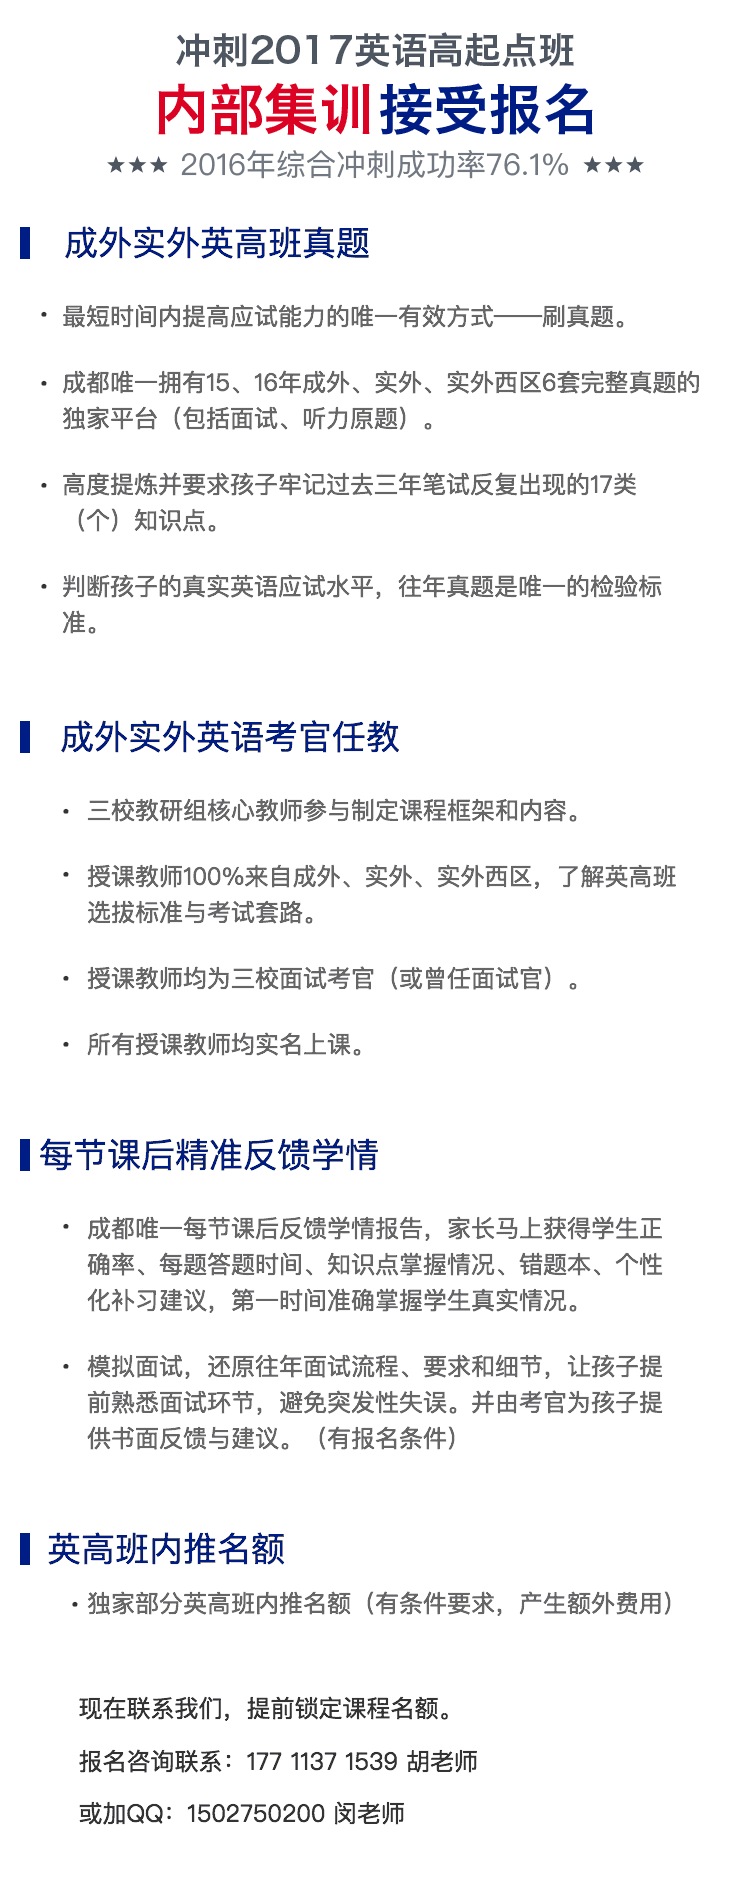 冲刺2017英语高起点班
内部集训接受报名
★★★ 2016年综合冲刺成功率76.1% ★★★
成外实外英高班真题
· 最短时间内提高应试能力的唯一有效方式——刷真题。
· 成都唯一拥有15、16年成外、实外、实外西区6套完整真题的
独家平台（包括面试、听力原题）。
· 高度提炼并要求孩子牢记过去三年笔试反复出现的17类
（个）知识点。
· 判断孩子的真实英语应试水平，往年真题是唯一的检验标
准。
成外实外英语考官任教
· 三校教研组核心教师参与制定课程框架和内容。
· 授课教师100%来自成外、实外、实外西区，了解英高班
选拔标准与考试套路。
· 授课教师均为三校面试考官（或曾任面试官）。
· 所有授课教师均实名上课。
每节课后精准反馈学情
· 成都唯一每节课后反馈学情报告，家长马上获得学生正
确率、每题答题时间、知识点掌握情况、错题本、个性
化补习建议，第一时间准确掌握学生真实情况。
· 模拟面试，还原往年面试流程、要求和细节，让孩子提
前熟悉面试环节，避免突发性失误。并由考官为孩子提
供书面反馈与建议。（有报名条件）
英高班内推名额
· 独家部分英高班内推名额（有条件要求，产生额外费用）
现在联系我们，提前锁定课程名额。
报名咨询联系：177 1137 1539 胡老师
或加QQ：1502750200 闵老师